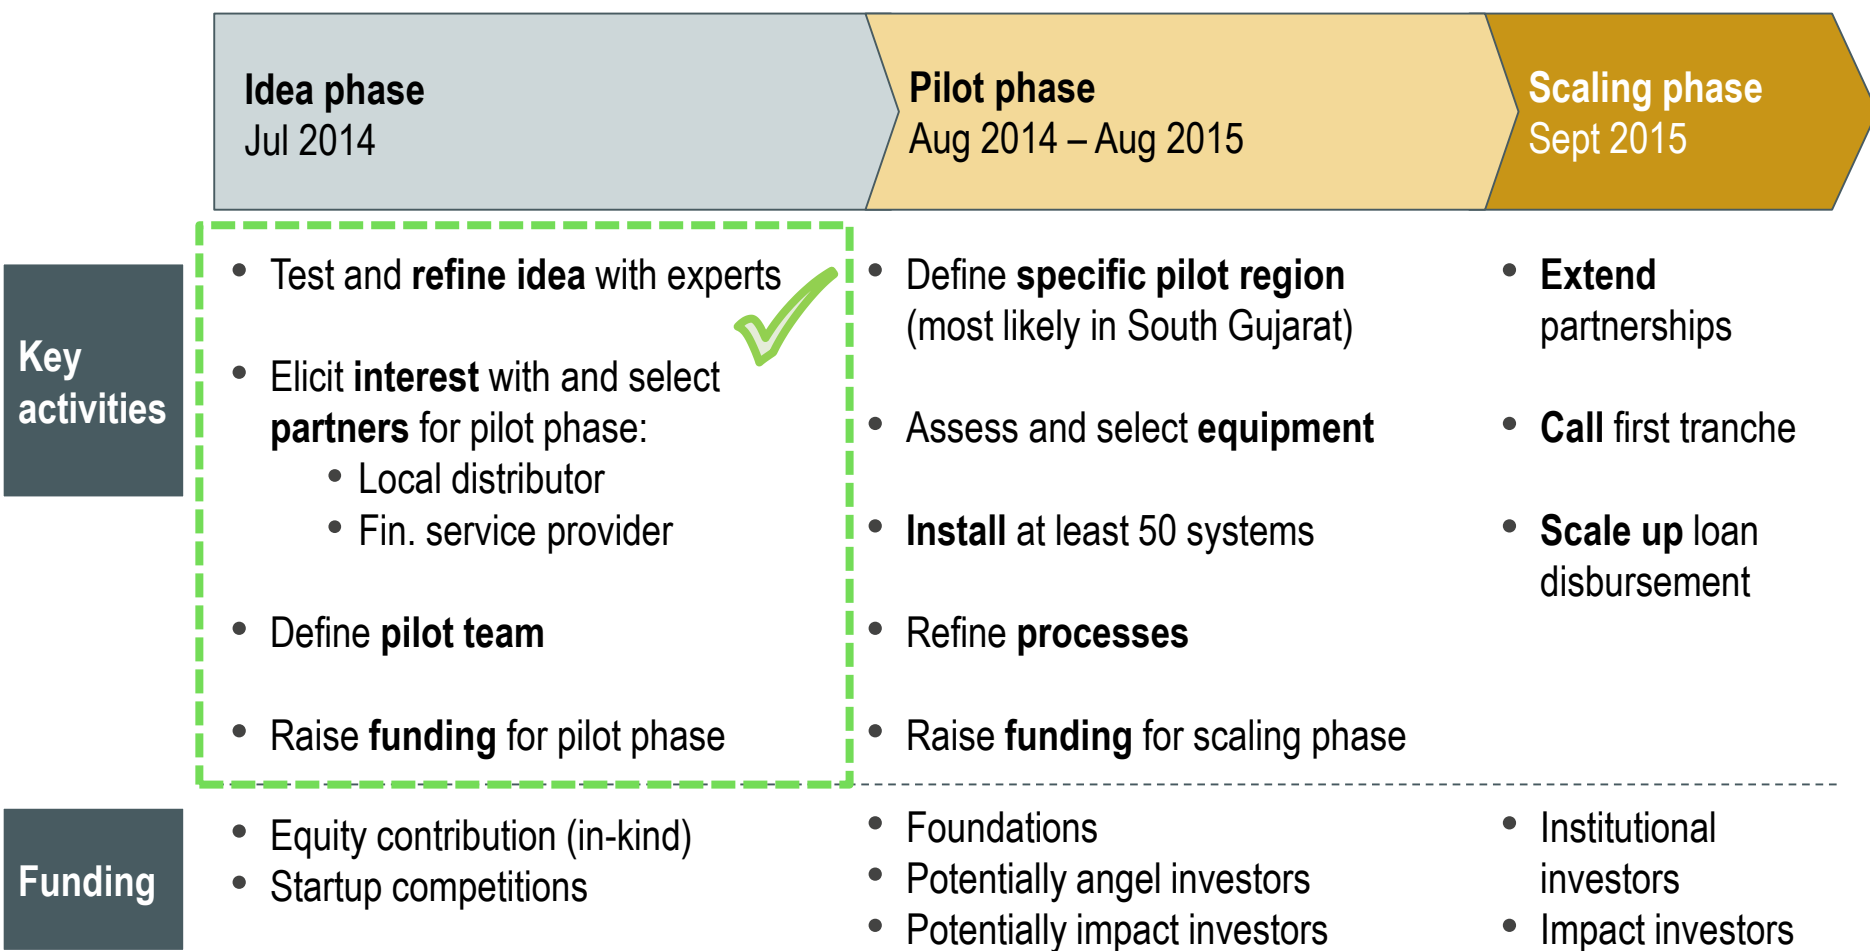 Idea phase
Jul 2014
Pilot phase
Aug 2014 – Aug 2015
Scaling phase
Sept 2015
Key
activities
• Test and refine idea with experts
• Elicit interest with and select
partners for pilot phase:
• Local distributor
• Fin. service provider
• Define pilot team
• Raise funding for pilot phase
• Define specific pilot region
(most likely in South Gujarat)
• Assess and select equipment
• Install at least 50 systems
• Refine processes
• Raise funding for scaling phase
• Extend
partnerships
• Call first tranche
• Scale up loan
disbursement
Funding
• Equity contribution (in-kind)
• Startup competitions
• Foundations
• Potentially angel investors
• Potentially impact investors
• Institutional
investors
• Impact investors